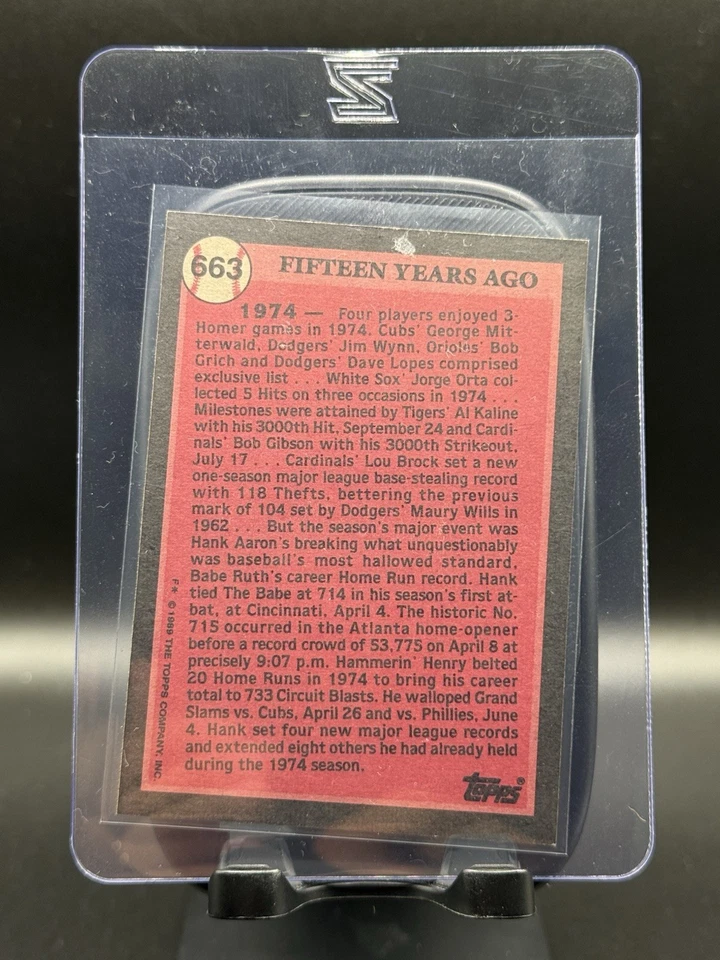 663
FIFTEEN YEARS AGO
1974 — Four players enjoyed 3-
Homer games in 1974. Cubs' George Mit-
terwald, Dodgers' Jim Wynn, Orioles' Bob
Grich and Dodgers' Dave Lopes comprised
exclusive list . . . White Sox' Jorge Orta col-
lected 5 Hits on three occasions in 1974 . . .
Milestones were attained by Tigers' Al Kaline
with his 3000th Hit, September 24 and Cardi-
nals' Bob Gibson with his 3000th Strikeout,
July 17 . . . Cardinals' Lou Brock set a new
one-season major league base-stealing record
with 118 Thefts, bettering the previous
mark of 104 set by Dodgers' Maury Wills in
1962 . . . But the season's major event was
Hank Aaron's breaking what unquestionably
was baseball's most hallowed standard,
Babe Ruth's career Home Run record. Hank
tied The Babe at 714 in his season's first at-
bat, at Cincinnati, April 4. The historic No.
715 occurred in the Atlanta home-opener
before a record crowd of 53,775 on April 8 at
precisely 9:07 p.m. Hammerin' Henry belted
20 Home Runs in 1974 to bring his career
total to 733 Circuit Blasts. He walloped Grand
Slams vs. Cubs, April 26 and vs. Phillies, June
4. Hank set four new major league records
and extended eight others he had already held
during the 1974 season.
F* © 1989 THE TOPPS COMPANY, INC.
topps®